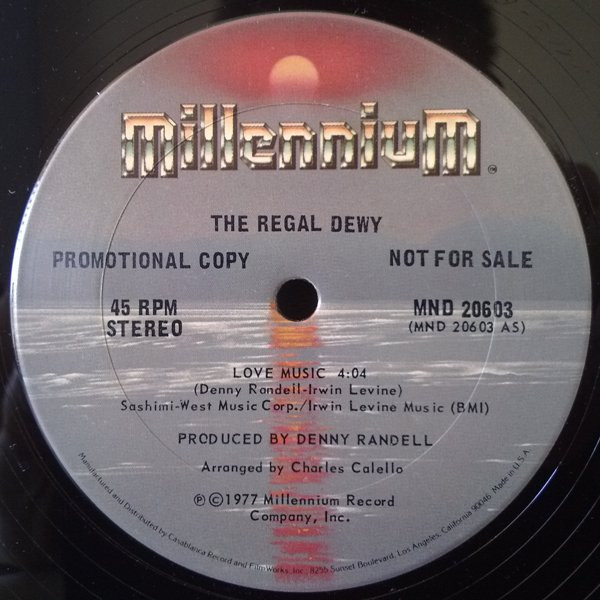 Millennium
TM
THE REGAL DEWY
PROMOTIONAL COPY
NOT FOR SALE
45 RPM
STEREO
MND 20603
(MND 20603 AS)
LOVE MUSIC 4:04
(Denny Randell-Irwin Levine)
Sashimi-West Music Corp./Irwin Levine Music (BMI)
PRODUCED BY DENNY RANDELL
Arranged by Charles Calello
Ⓟ©1977 Millennium Record
Company, Inc.
Manufactured and Distributed by Casablanca Record and FilmWorks, Inc., 8255 Sunset Boulevard, Los Angeles, California 90046. Made in U.S.A.